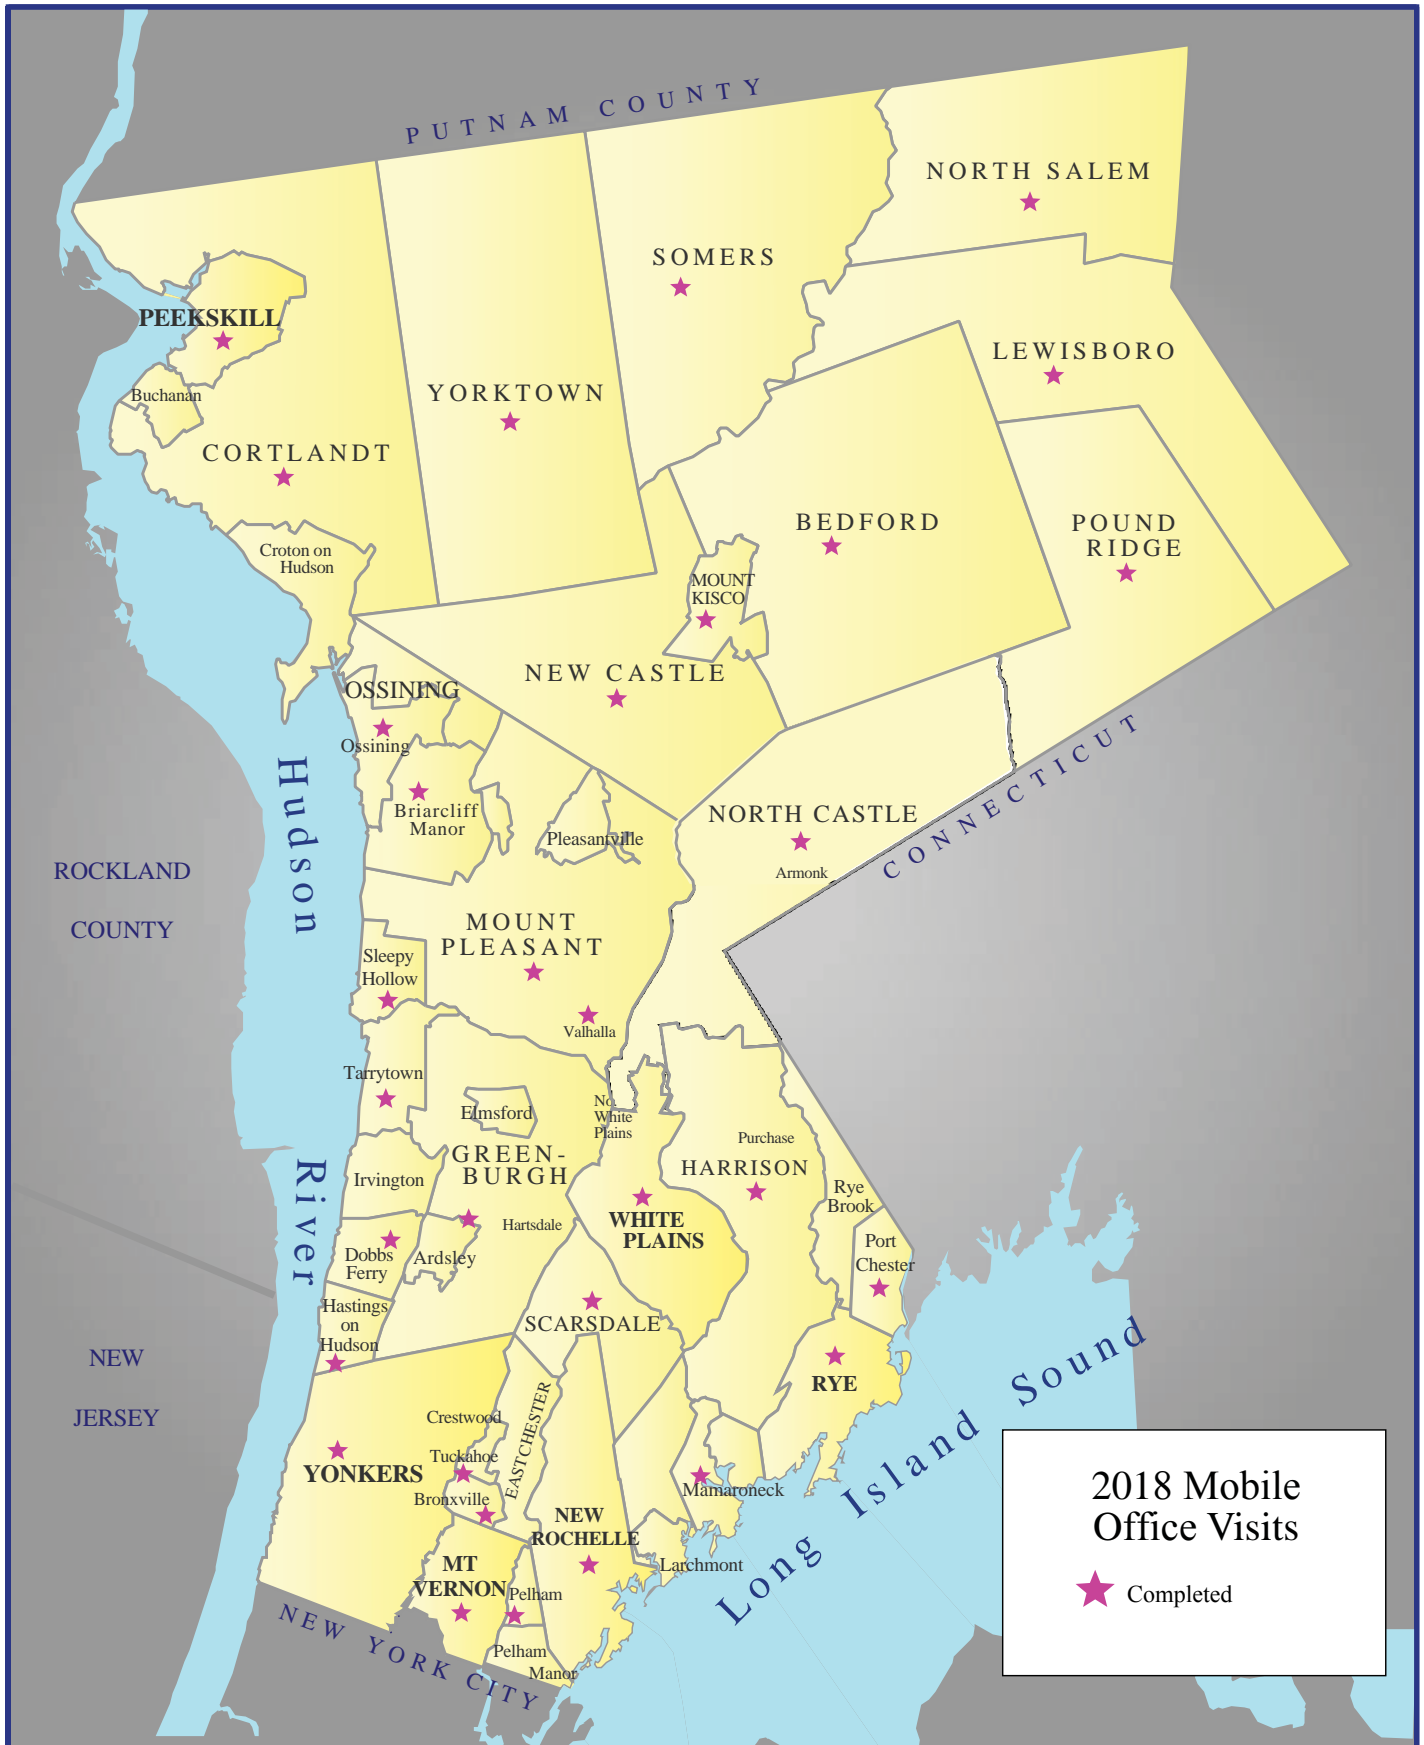 PUTNAM COUNTY
NORTH SALEM
SOMERS
PEEKSKILL
LEWISBORO
YORKTOWN
Buchanan
CORTLANDT
BEDFORD
POUND
RIDGE
Croton on
Hudson
MOUNT
KISCO
NEW CASTLE
OSSINING
Ossining
Hudson
River
Briarcliff
Manor
Pleasantville
NORTH CASTLE
Armonk
CONNECTICUT
ROCKLAND
COUNTY
MOUNT
PLEASANT
Sleepy
Hollow
Valhalla
Tarrytown
Elmsford
No.
White
Plains
GREEN-
BURGH
Purchase
HARRISON
Irvington
Rye
Brook
Hartsdale
WHITE
PLAINS
Dobbs
Ferry
Ardsley
Port
Chester
Hastings
on
Hudson
SCARSDALE
NEW
JERSEY
RYE
EASTCHESTER
Crestwood
Tuckahoe
YONKERS
Bronxville
Mamaroneck
NEW
ROCHELLE
Larchmont
MT
VERNON
Pelham
Pelham
Manor
NEW YORK CITY
Long Island Sound
2018 Mobile
Office Visits
Completed